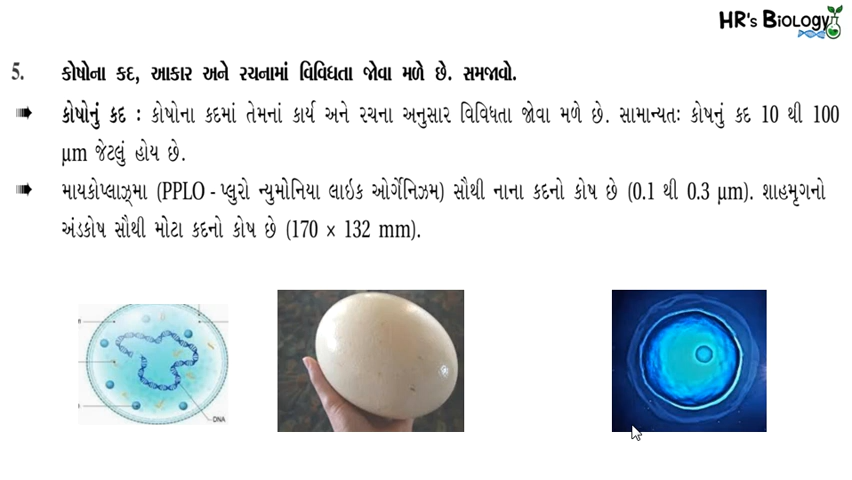 HR's BIOLOGY
5. કોષોના કદ, આકાર અને રચનામાં વિવિધતા જોવા મળે છે. સમજાવો.
➠ કોષોનું કદ : કોષોના કદમાં તેમનાં કાર્ય અને રચના અનુસાર વિવિધતા જોવા મળે છે. સામાન્યતઃ કોષનું કદ 10 થી 100
μm જેટલું હોય છે.
➠ માયકોપ્લાઝ્મા (PPLO - પ્લુરો ન્યુમોનિયા લાઇક ઓર્ગેનિઝમ) સૌથી નાના કદનો કોષ છે (0.1 થી 0.3 μm). શાહમૃગનો
અંડકોષ સૌથી મોટા કદનો કોષ છે (170 × 132 mm).
DNA